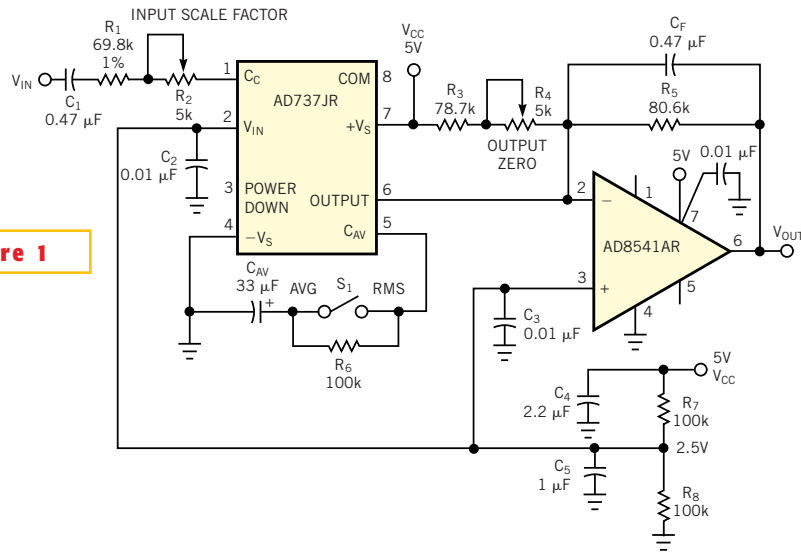 INPUT SCALE FACTOR
R1
69.8k
1%
VIN
C1
0.47 μF
R2
5k
1
CC
2
VIN
3
POWER
DOWN
4
−VS
AD737JR
COM
8
+VS
7
OUTPUT
6
CAV
5
C2
0.01 μF
VCC
5V
R3
78.7k
R4
5k
OUTPUT
ZERO
CF
0.47 μF
R5
80.6k
5V
0.01 μF
2
−
1
7
AD8541AR
6
VOUT
3
+
5
4
re 1
CAV
33 μF
+
AVG
S1
RMS
R6
100k
C3
0.01 μF
5V
VCC
C4
2.2 μF
R7
100k
2.5V
C5
1 μF
R8
100k